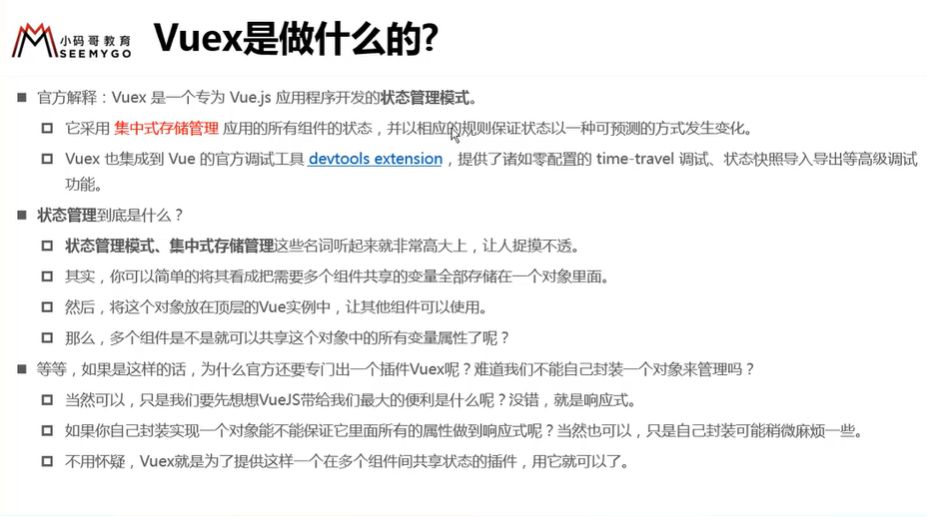 小码哥教育
SEEMYGO
Vuex是做什么的?
官方解释：Vuex 是一个专为 Vue.js 应用程序开发的状态管理模式。
它采用 集中式存储管理 应用的所有组件的状态，并以相应的规则保证状态以一种可预测的方式发生变化。
Vuex 也集成到 Vue 的官方调试工具 devtools extension，提供了诸如零配置的 time-travel 调试、状态快照导入导出等高级调试
功能。
状态管理到底是什么？
状态管理模式、集中式存储管理这些名词听起来就非常高大上，让人捉摸不透。
其实，你可以简单的将其看成把需要多个组件共享的变量全部存储在一个对象里面。
然后，将这个对象放在顶层的Vue实例中，让其他组件可以使用。
那么，多个组件是不是就可以共享这个对象中的所有变量属性了呢？
等等，如果是这样的话，为什么官方还要专门出一个插件Vuex呢？难道我们不能自己封装一个对象来管理吗？
当然可以，只是我们要先想想VueJS带给我们最大的便利是什么呢？没错，就是响应式。
如果你自己封装实现一个对象能不能保证它里面所有的属性做到响应式呢？当然也可以，只是自己封装可能稍微麻烦一些。
不用怀疑，Vuex就是为了提供这样一个在多个组件间共享状态的插件，用它就可以了。